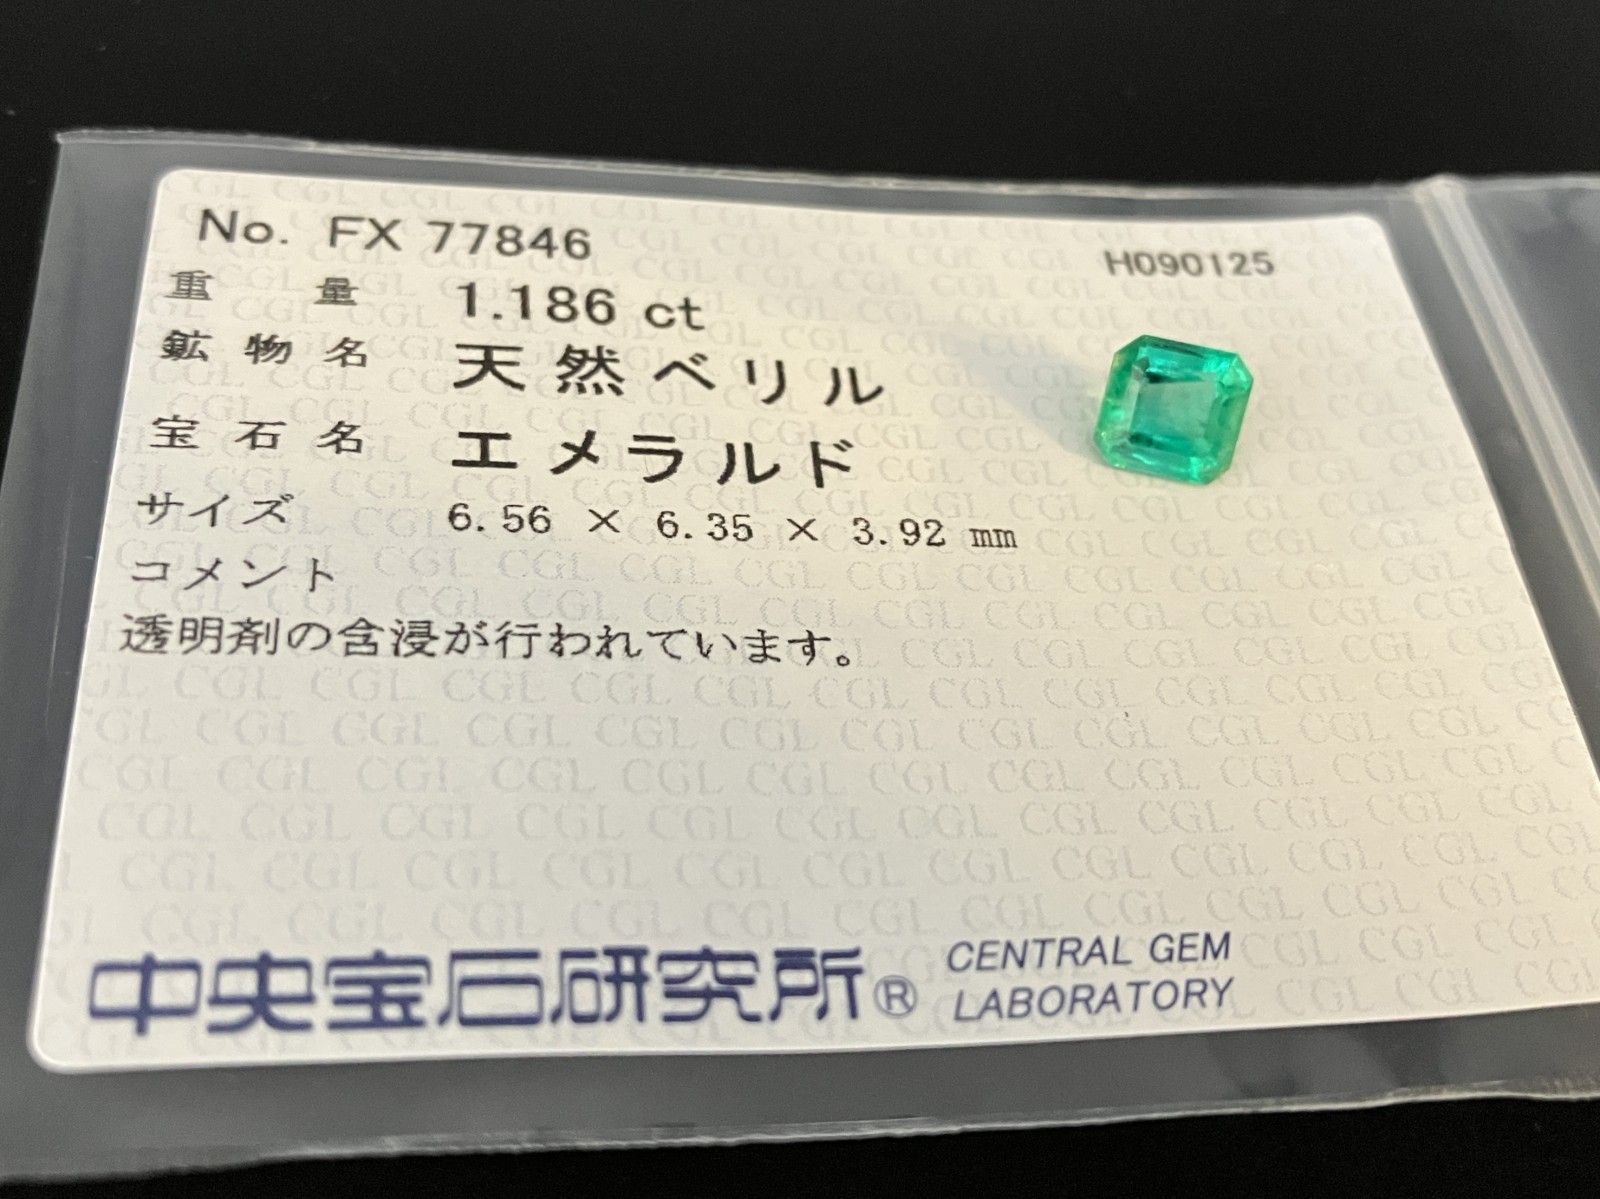 No. FX 77846
H090125
重量 1.186 ct
鉱物名 天然ベリル
宝石名 エメラルド
サイズ 6.56 × 6.35 × 3.92 mm
コメント
透明剤の含浸が行われています。
中央宝石研究所® CENTRAL GEM
LABORATORY